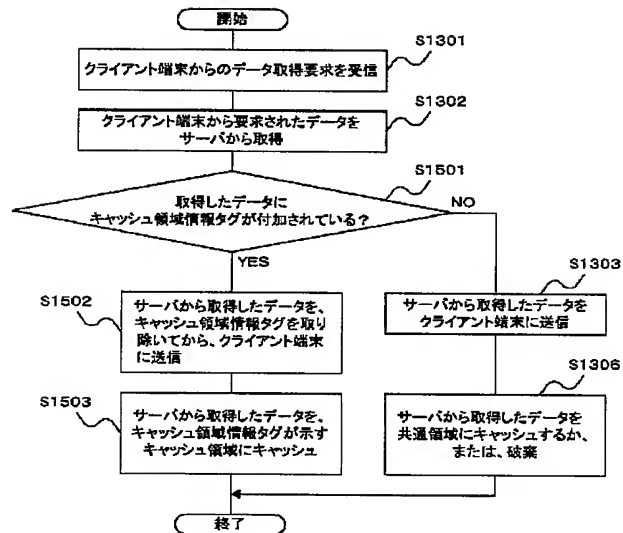 開始
S1301
クライアント端末からのデータ取得要求を受信
S1302
クライアント端末から要求されたデータを
サーバから取得
S1501
取得したデータに
キャッシュ領域情報タグが付加されている?
NO
YES
S1502
サーバから取得したデータを、
キャッシュ領域情報タグを取り
除いてから、クライアント端末
に送信
S1303
サーバから取得したデータを
クライアント端末に送信
S1503
サーバから取得したデータを、
キャッシュ領域情報タグが示す
キャッシュ領域にキャッシュ
S1306
サーバから取得したデータを
共通領域にキャッシュするか、
または、破棄
終了